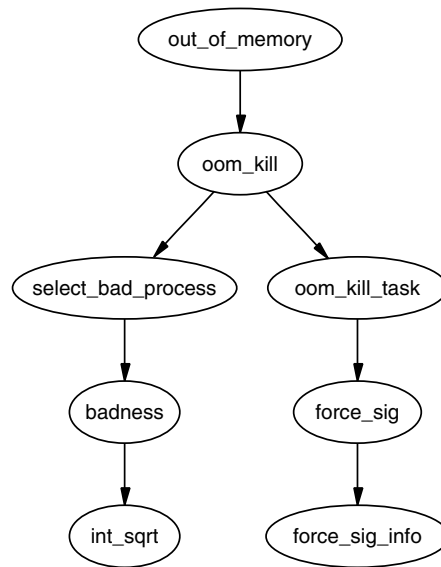 out_of_memory
oom_kill
select_bad_process
oom_kill_task
badness
force_sig
int_sqrt
force_sig_info